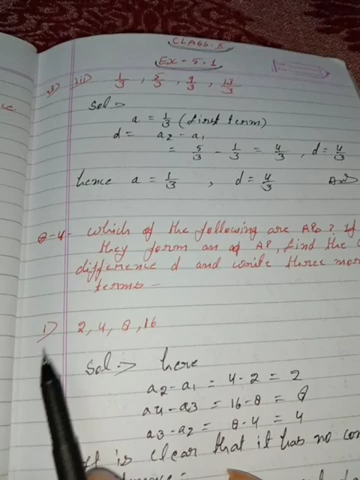 CLASS-X
EX-5.1
iii) 1/3, 5/3, 9/3, 13/3
Sol->
a = 1/3 (first term)
d = a2 - a1
= 5/3 - 1/3 = 4/3, d = 4/3
hence a = 1/3, d = 4/3 Ans
Q-4- which of the following are APs? If
they form an of AP, find the
difference d and write three more
terms-
1) 2, 4, 8, 16
Sol-> here
a2-a1 = 4-2 = 2
a4-a3 = 16-8 = 8
a3-a2 = 8-4 = 4
It is clear that it has no